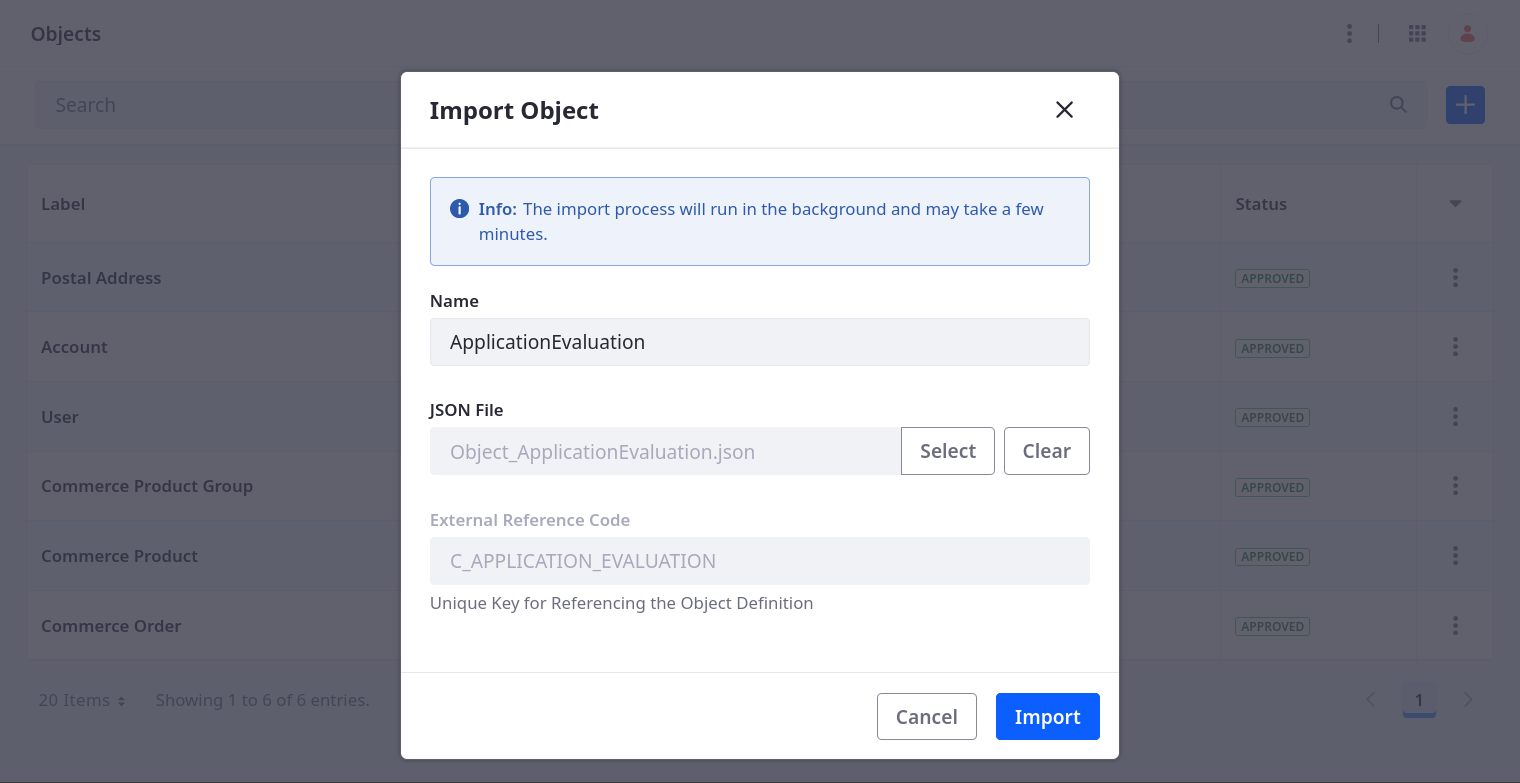 Objects
Search
Import Object
Info: The import process will run in the background and may take a few
minutes.
Name
ApplicationEvaluation
JSON File
Object_ApplicationEvaluation.json
Select
Clear
External Reference Code
C_APPLICATION_EVALUATION
Unique Key for Referencing the Object Definition
Cancel
Import
Label
Status
Postal Address
APPROVED
Account
APPROVED
User
APPROVED
Commerce Product Group
APPROVED
Commerce Product
APPROVED
Commerce Order
APPROVED
20 Items
Showing 1 to 6 of 6 entries.
1